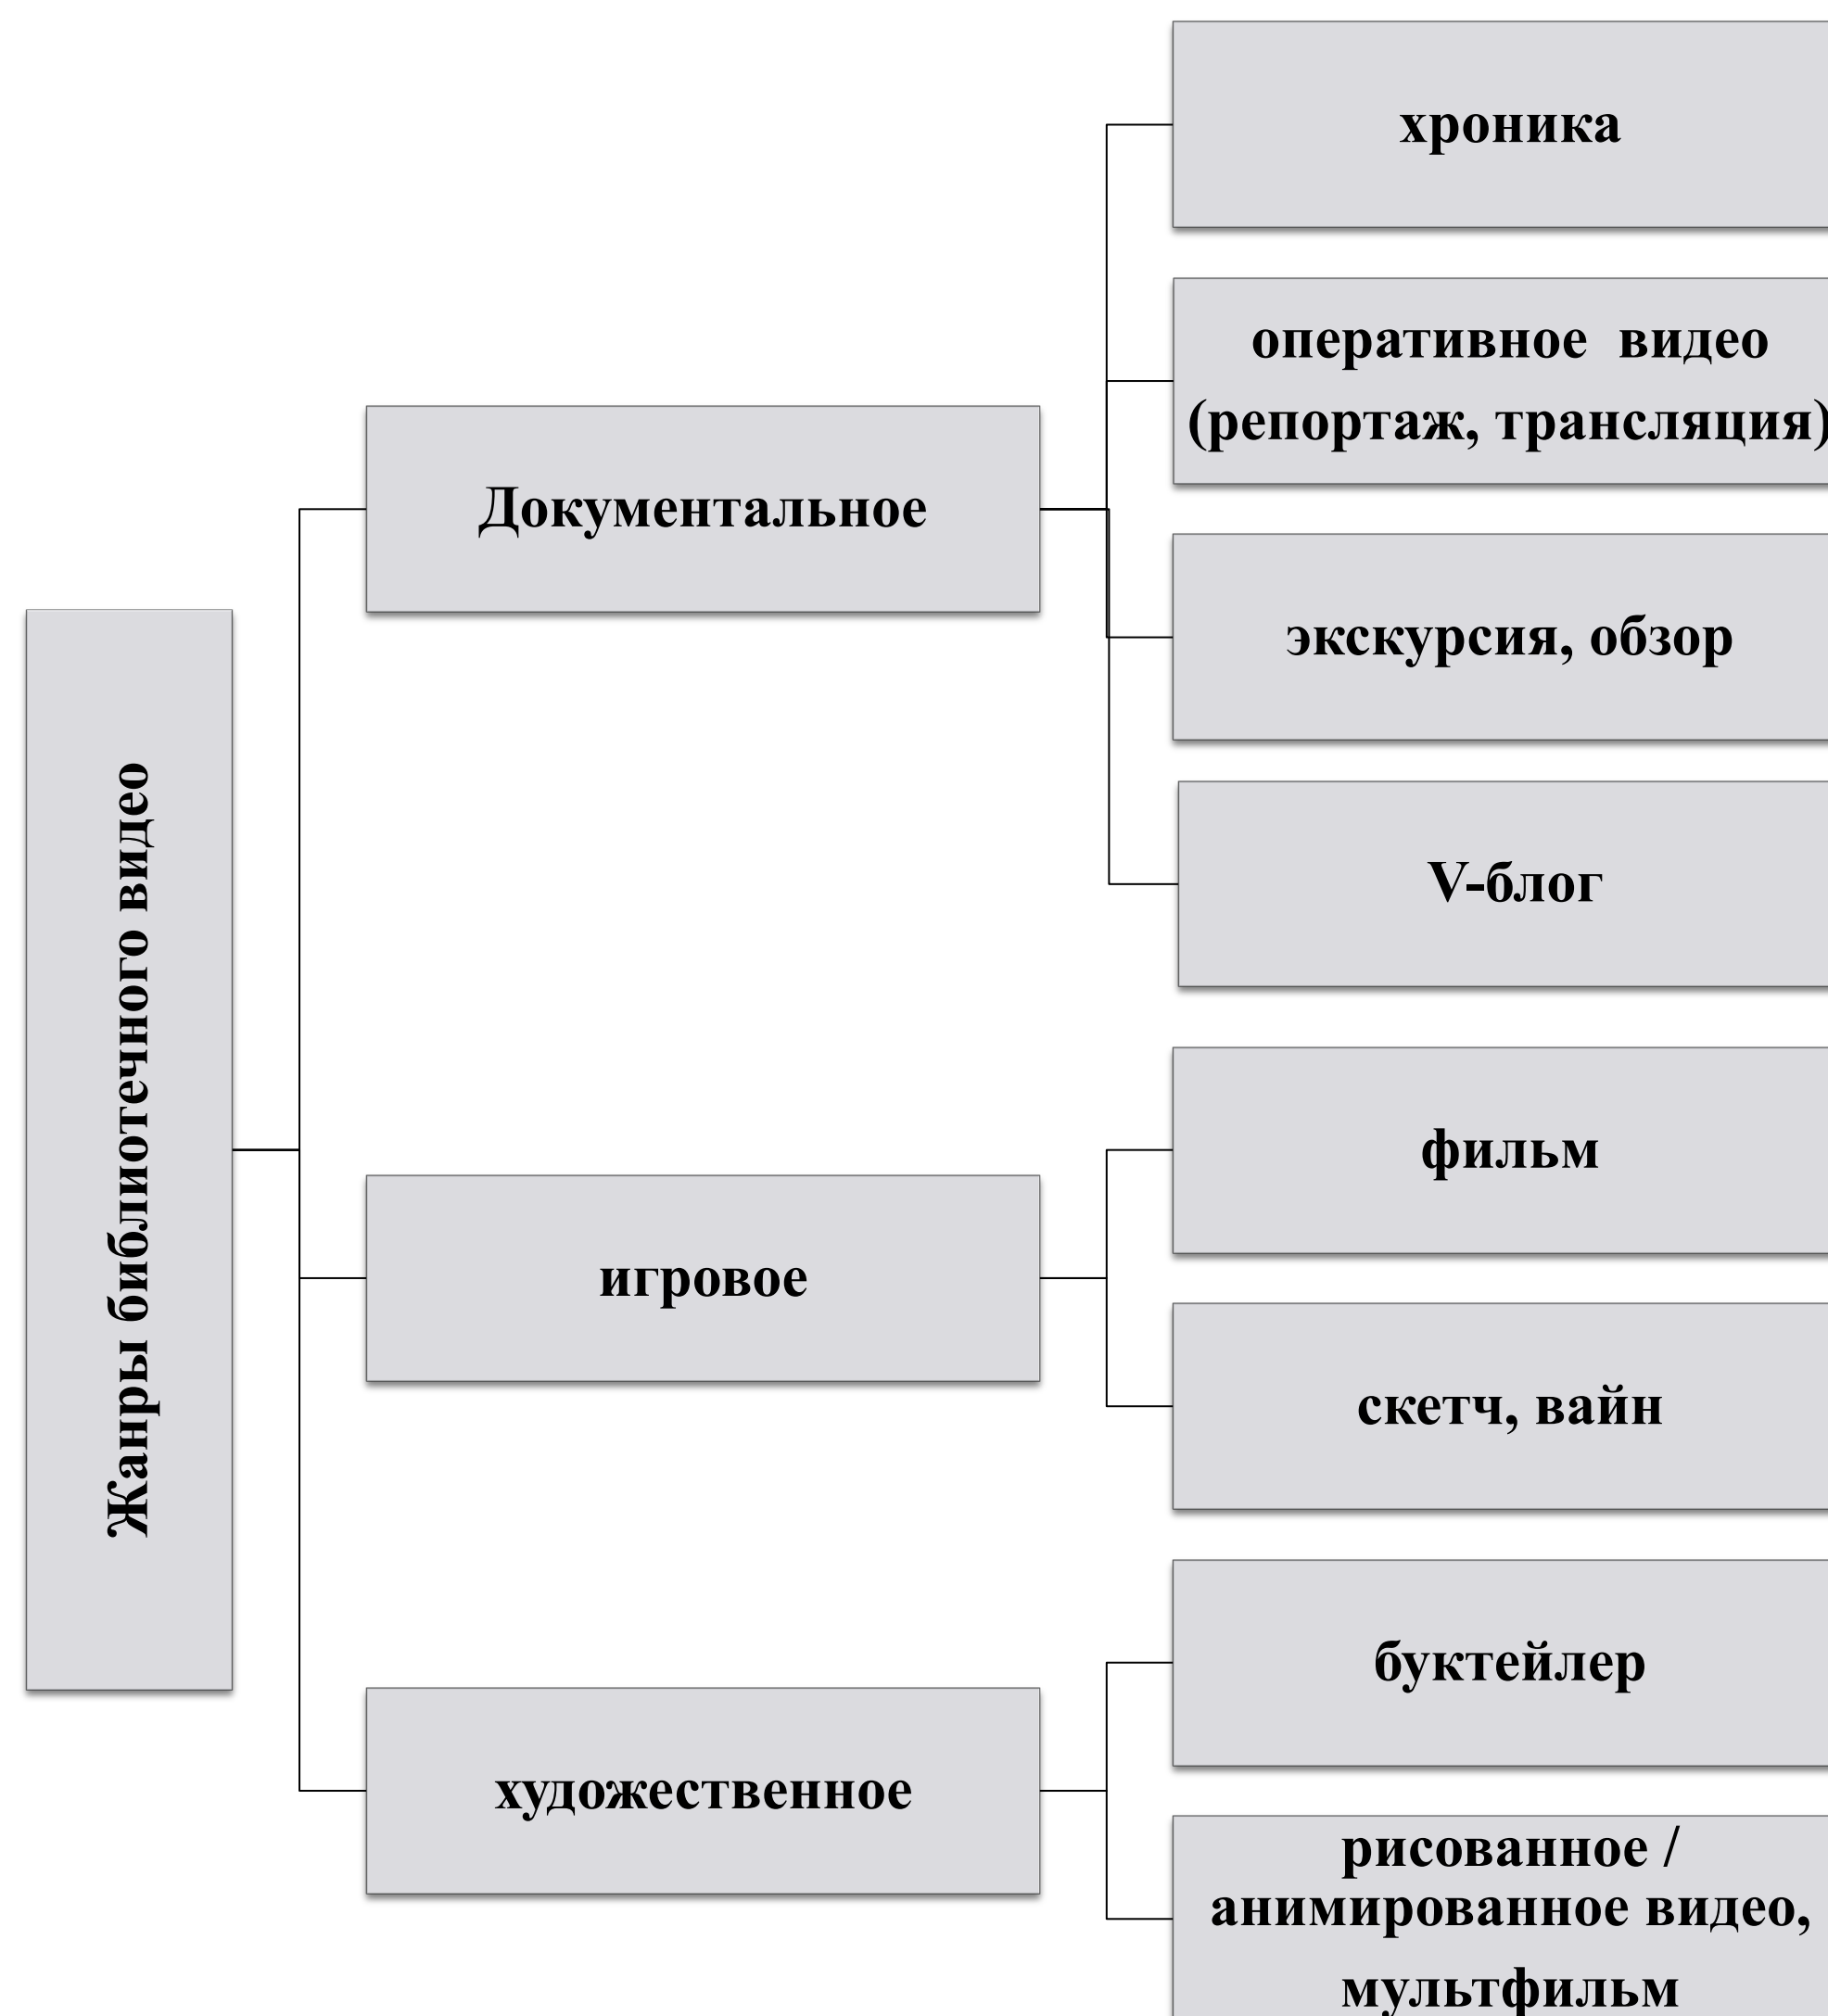 Жанры библиотечного видео
Документальное
хроника
оперативное видео
(репортаж, трансляция)
экскурсия, обзор
V-блог
игровое
фильм
скетч, вайн
художественное
буктейлер
рисованное /
анимированное видео,
мультфильм